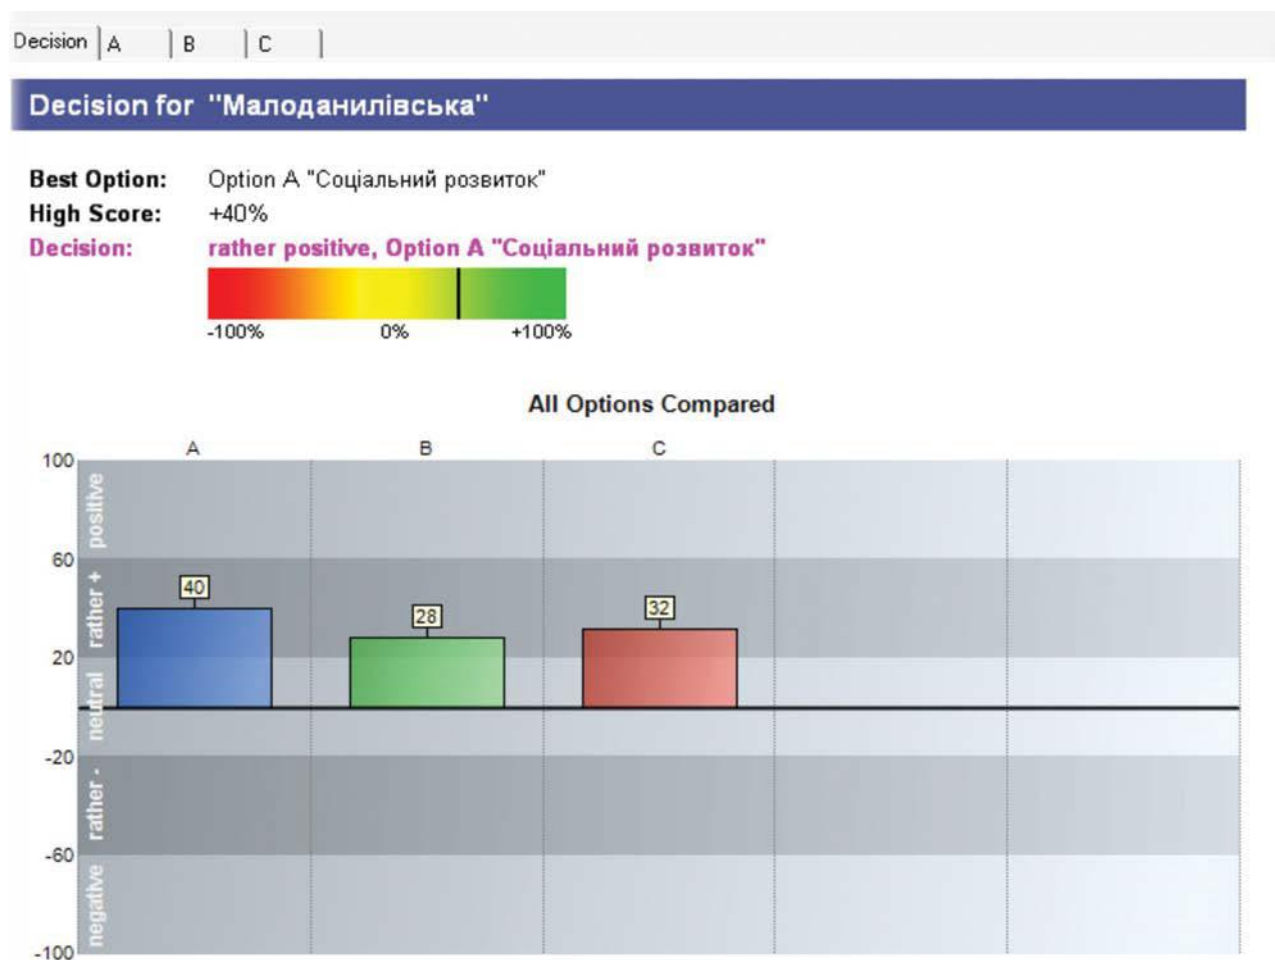 Decision A B C
Decision for "Малоданилівська"
Best Option: Option A "Соціальний розвиток"
High Score: +40%
Decision: rather positive, Option A "Соціальний розвиток"
-100% 0% +100%
All Options Compared
A B C
100
positive
60
rather +
40
28
32
20
neutral
-20
rather -
-60
negative
-100